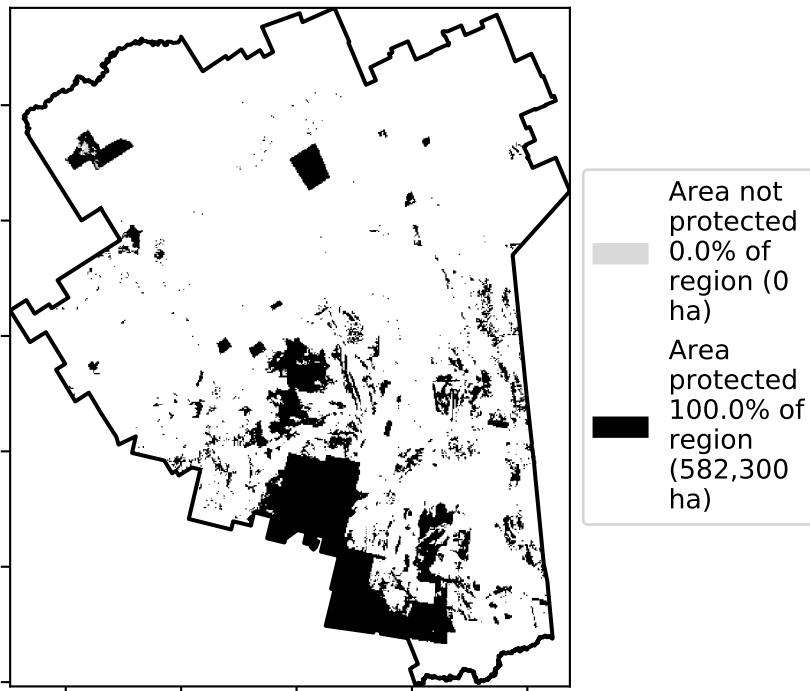 Area not
protected
0.0% of
region (0
ha)
Area
protected
100.0% of
region
(582,300
ha)